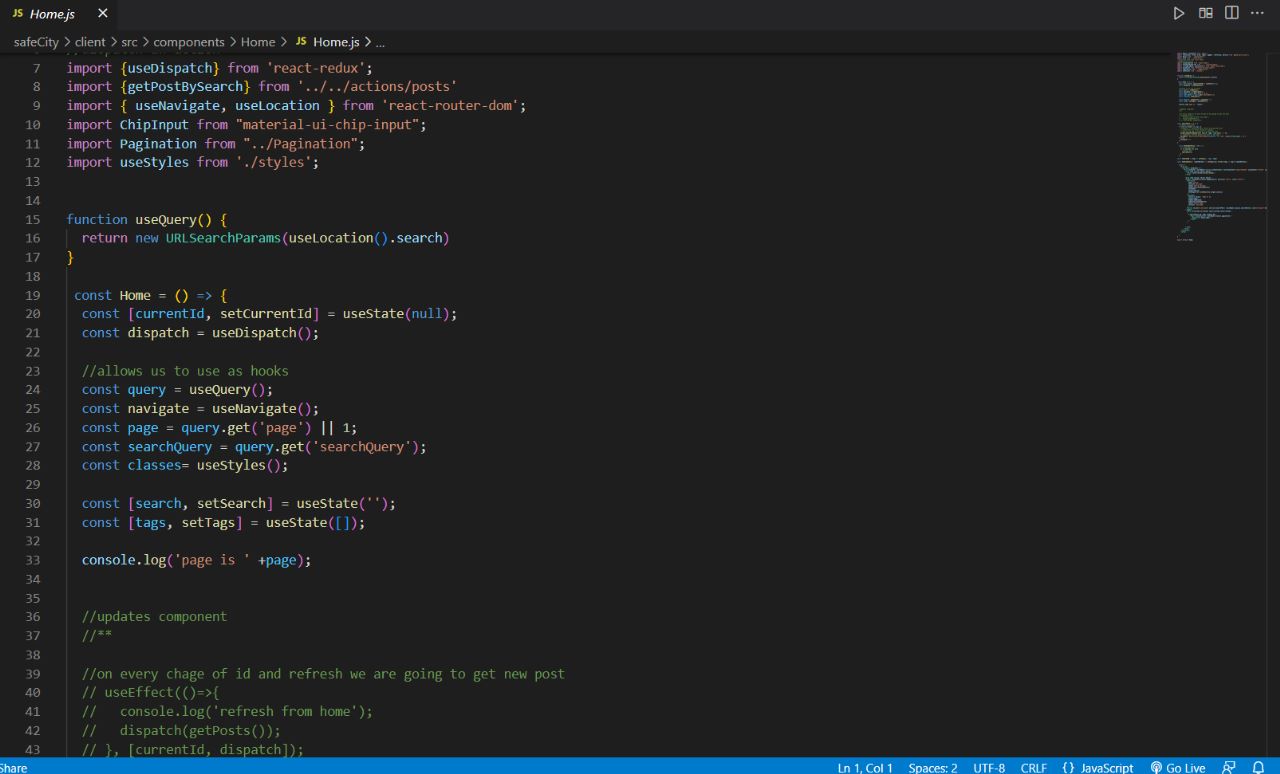 JS Home.js ×
safeCity > client > src > components > Home > JS Home.js > ...
7 import {useDispatch} from 'react-redux';
8 import {getPostBySearch} from '../../actions/posts'
9 import { useNavigate, useLocation } from 'react-router-dom';
10 import ChipInput from "material-ui-chip-input";
11 import Pagination from "../Pagination";
12 import useStyles from './styles';
13
14
15 function useQuery() {
16 return new URLSearchParams(useLocation().search)
17 }
18
19 const Home = () => {
20 const [currentId, setCurrentId] = useState(null);
21 const dispatch = useDispatch();
22
23 //allows us to use as hooks
24 const query = useQuery();
25 const navigate = useNavigate();
26 const page = query.get('page') || 1;
27 const searchQuery = query.get('searchQuery');
28 const classes= useStyles();
29
30 const [search, setSearch] = useState('');
31 const [tags, setTags] = useState([]);
32
33 console.log('page is ' +page);
34
35
36 //updates component
37 //**
38
39 //on every chage of id and refresh we are going to get new post
40 // useEffect(()=>{
41 // console.log('refresh from home');
42 // dispatch(getPosts());
43 // }, [currentId, dispatch]);
Share Ln 1, Col 1 Spaces: 2 UTF-8 CRLF {} JavaScript Go Live